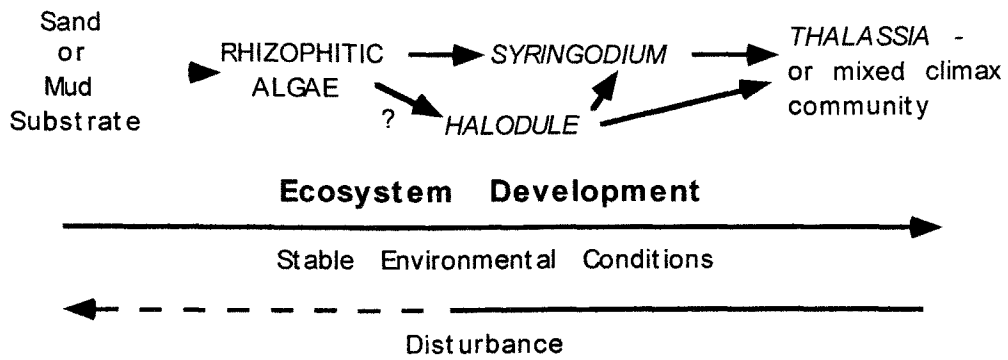 Sand
or
Mud
Substrate
RHIZOPHITIC
ALGAE
?
SYRINGODIUM
HALODULE
THALASSIA -
or mixed climax
community
Ecosystem Development
Stable Environmental Conditions
Disturbance